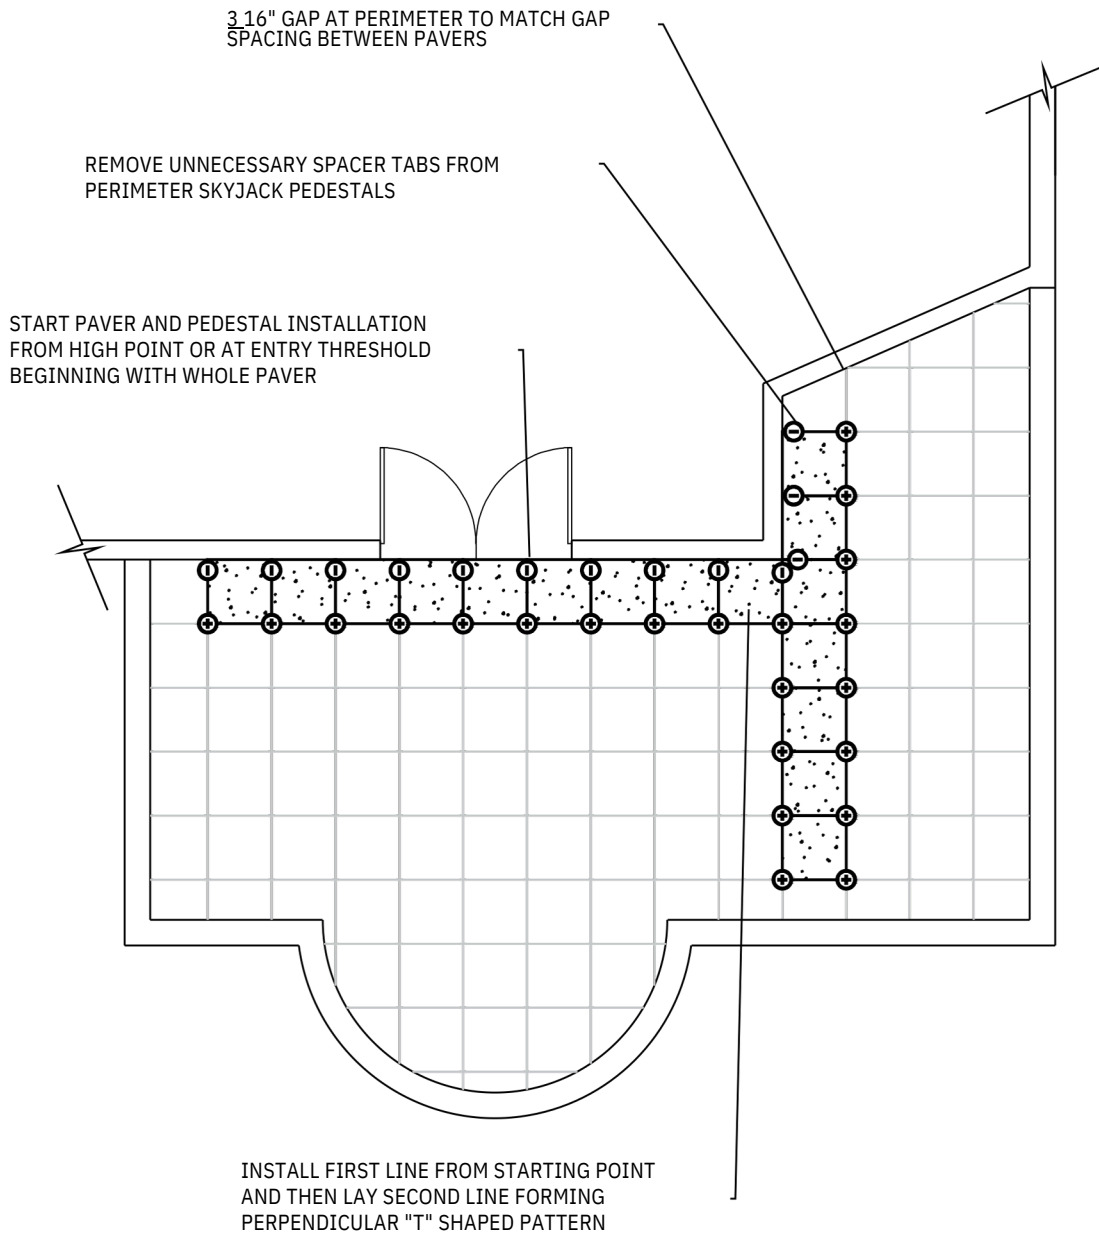 3 16" GAP AT PERIMETER TO MATCH GAP
SPACING BETWEEN PAVERS
REMOVE UNNECESSARY SPACER TABS FROM
PERIMETER SKYJACK PEDESTALS
START PAVER AND PEDESTAL INSTALLATION
FROM HIGH POINT OR AT ENTRY THRESHOLD
BEGINNING WITH WHOLE PAVER
INSTALL FIRST LINE FROM STARTING POINT
AND THEN LAY SECOND LINE FORMING
PERPENDICULAR "T" SHAPED PATTERN